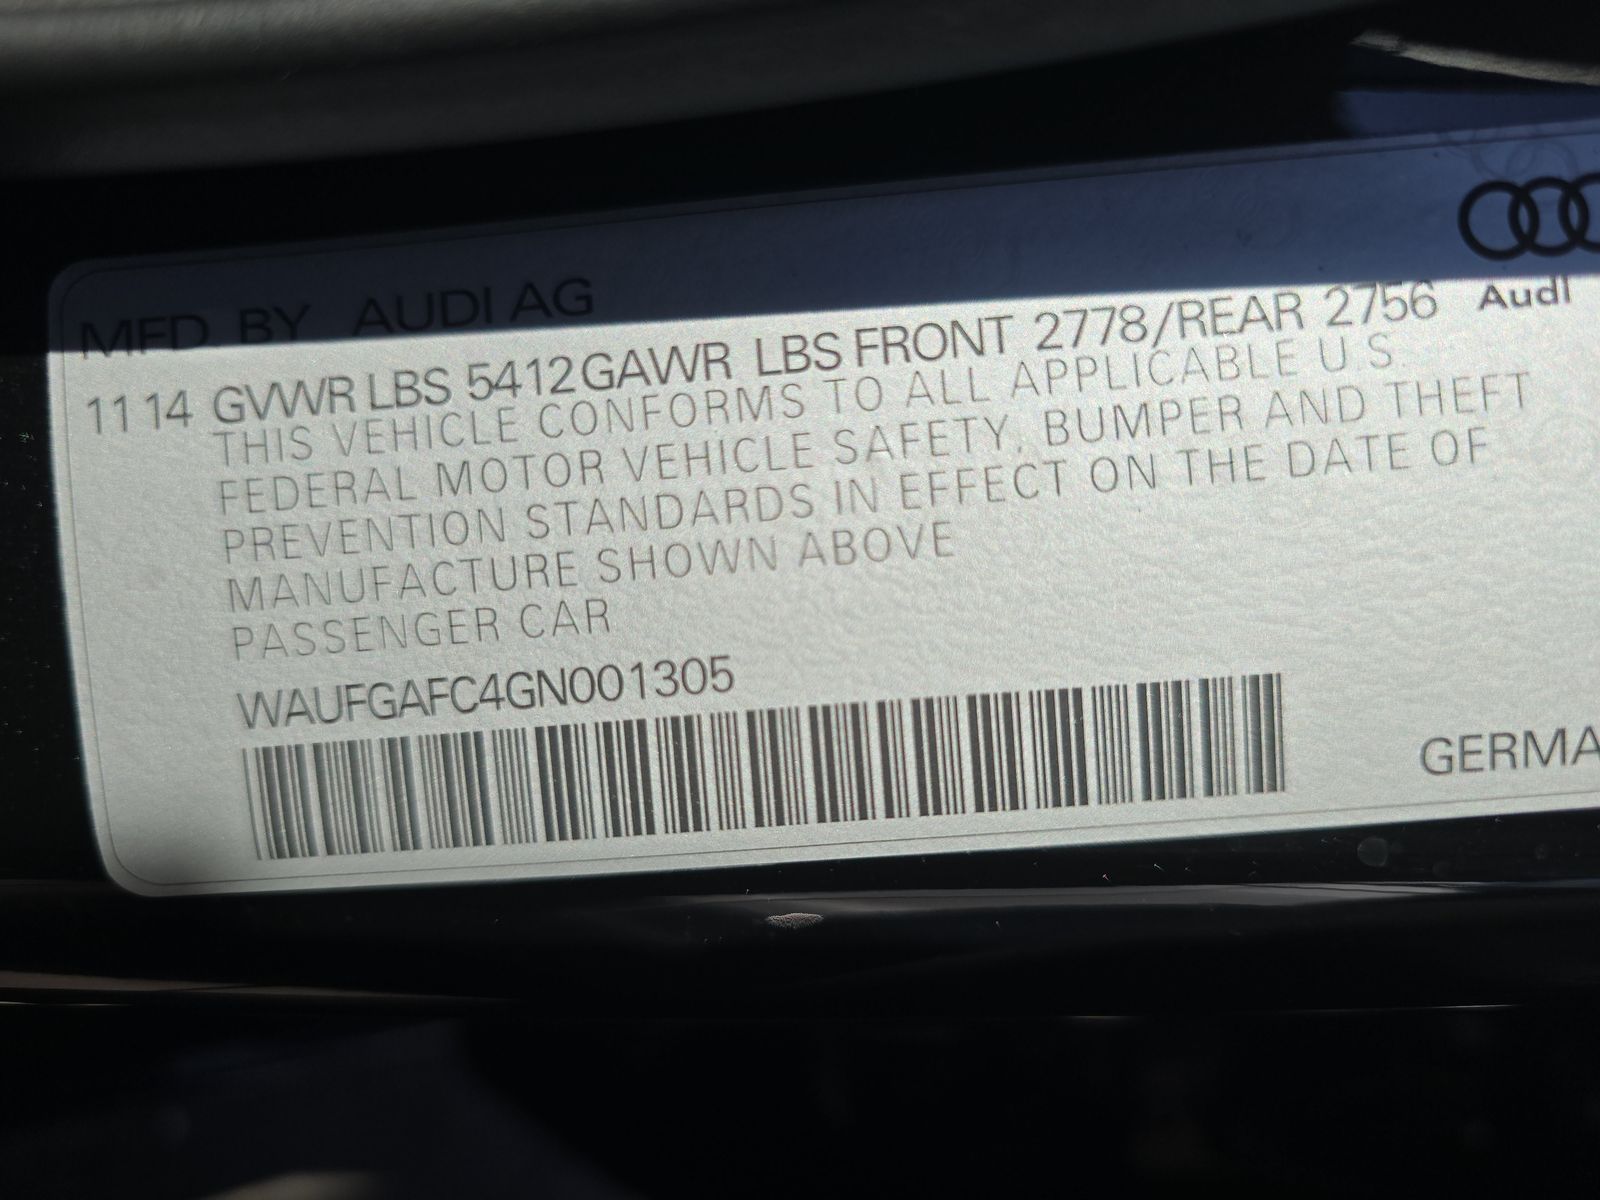 MFD BY AUDI AG
1114 GVWR LBS 5412 GAWR LBS FRONT 2778/REAR 2756 Audi
THIS VEHICLE CONFORMS TO ALL APPLICABLE U.S.
FEDERAL MOTOR VEHICLE SAFETY, BUMPER AND THEFT
PREVENTION STANDARDS IN EFFECT ON THE DATE OF
MANUFACTURE SHOWN ABOVE
PASSENGER CAR
WAUFGAFC4GN001305
GERMA